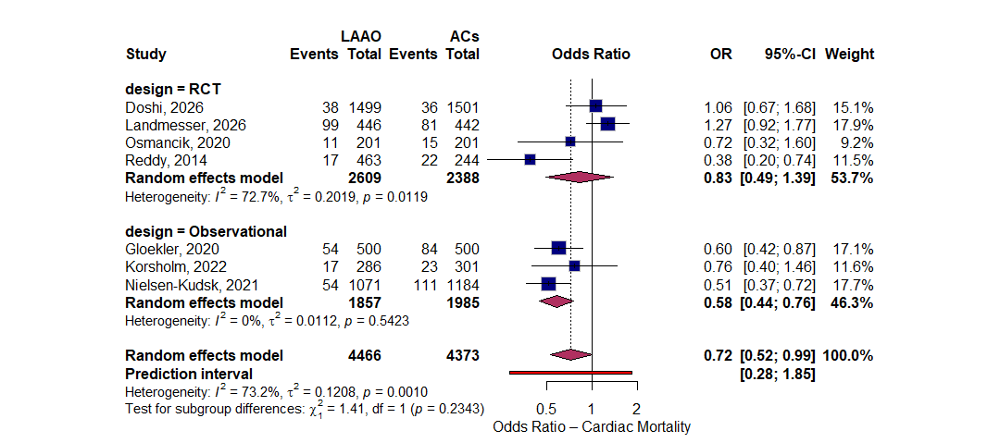 LAAO ACs
Study Events Total Events Total Odds Ratio OR 95%-CI Weight
design = RCT
Doshi, 2026 38 1499 36 1501 1.06 [0.67; 1.68] 15.1%
Landmesser, 2026 99 446 81 442 1.27 [0.92; 1.77] 17.9%
Osmancik, 2020 11 201 15 201 0.72 [0.32; 1.60] 9.2%
Reddy, 2014 17 463 22 244 0.38 [0.20; 0.74] 11.5%
Random effects model 2609 2388 0.83 [0.49; 1.39] 53.7%
Heterogeneity: I² = 72.7%, τ² = 0.2019, p = 0.0119
design = Observational
Gloekler, 2020 54 500 84 500 0.60 [0.42; 0.87] 17.1%
Korsholm, 2022 17 286 23 301 0.76 [0.40; 1.46] 11.6%
Nielsen-Kudsk, 2021 54 1071 111 1184 0.51 [0.37; 0.72] 17.7%
Random effects model 1857 1985 0.58 [0.44; 0.76] 46.3%
Heterogeneity: I² = 0%, τ² = 0.0112, p = 0.5423
Random effects model 4466 4373 0.72 [0.52; 0.99] 100.0%
Prediction interval [0.28; 1.85]
Heterogeneity: I² = 73.2%, τ² = 0.1208, p = 0.0010
Test for subgroup differences: χ₁² = 1.41, df = 1 (p = 0.2343)
0.5 1 2
Odds Ratio – Cardiac Mortality